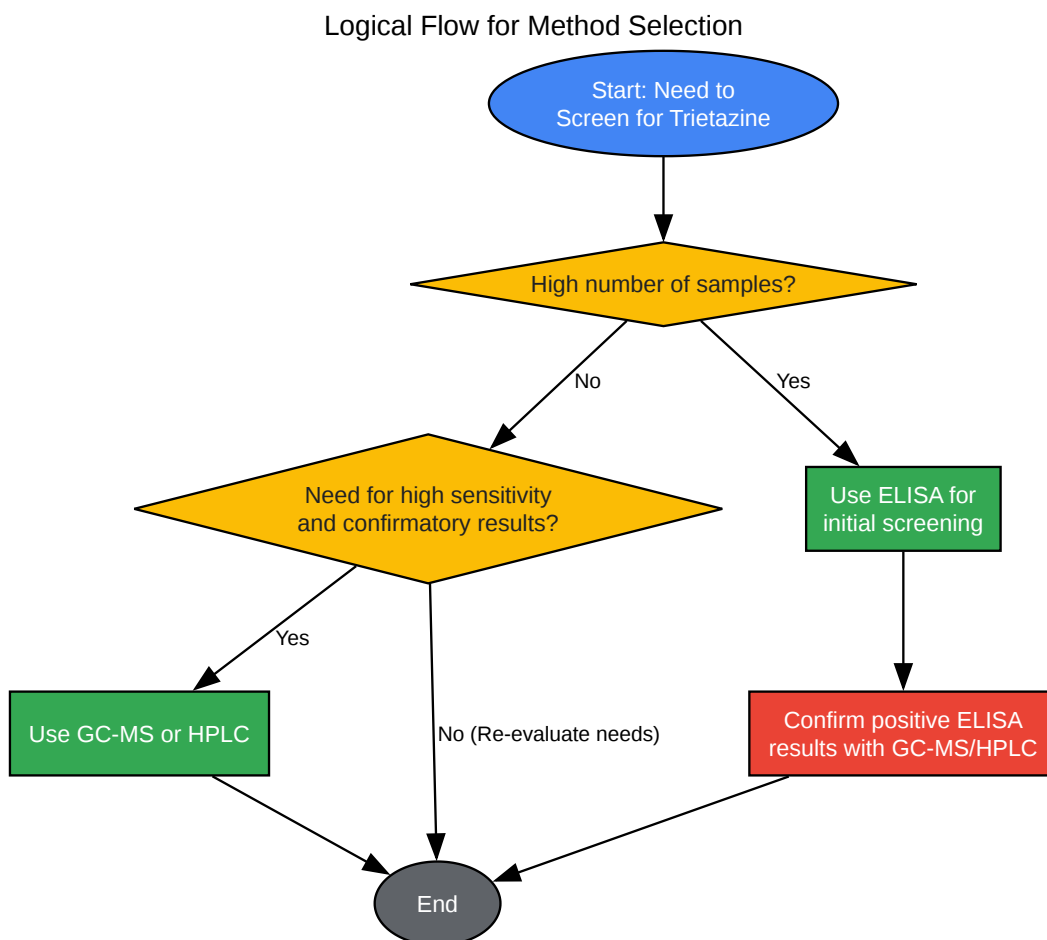 Logical Flow for Method Selection
Start: Need to
Screen for Trietazine
High number of samples?
No
Yes
Need for high sensitivity
and confirmatory results?
Use ELISA for
initial screening
Yes
No (Re-evaluate needs)
Use GC-MS or HPLC
Confirm positive ELISA
results with GC-MS/HPLC
End